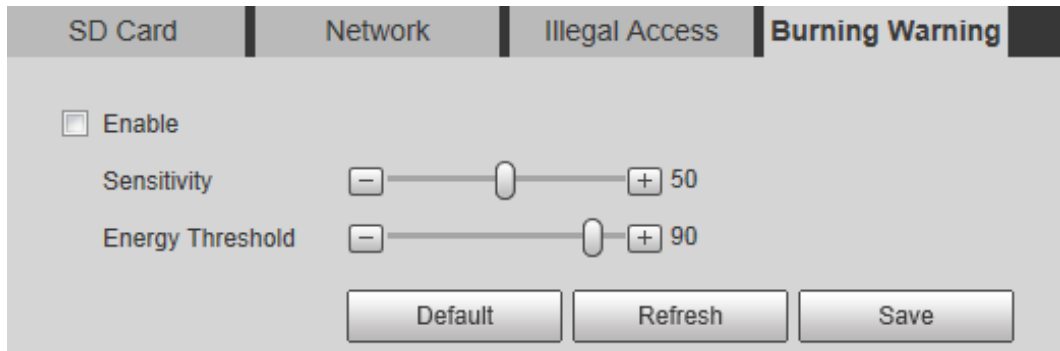 SD Card Network Illegal Access Burning Warning
Enable
Sensitivity 50
Energy Threshold 90
Default Refresh Save